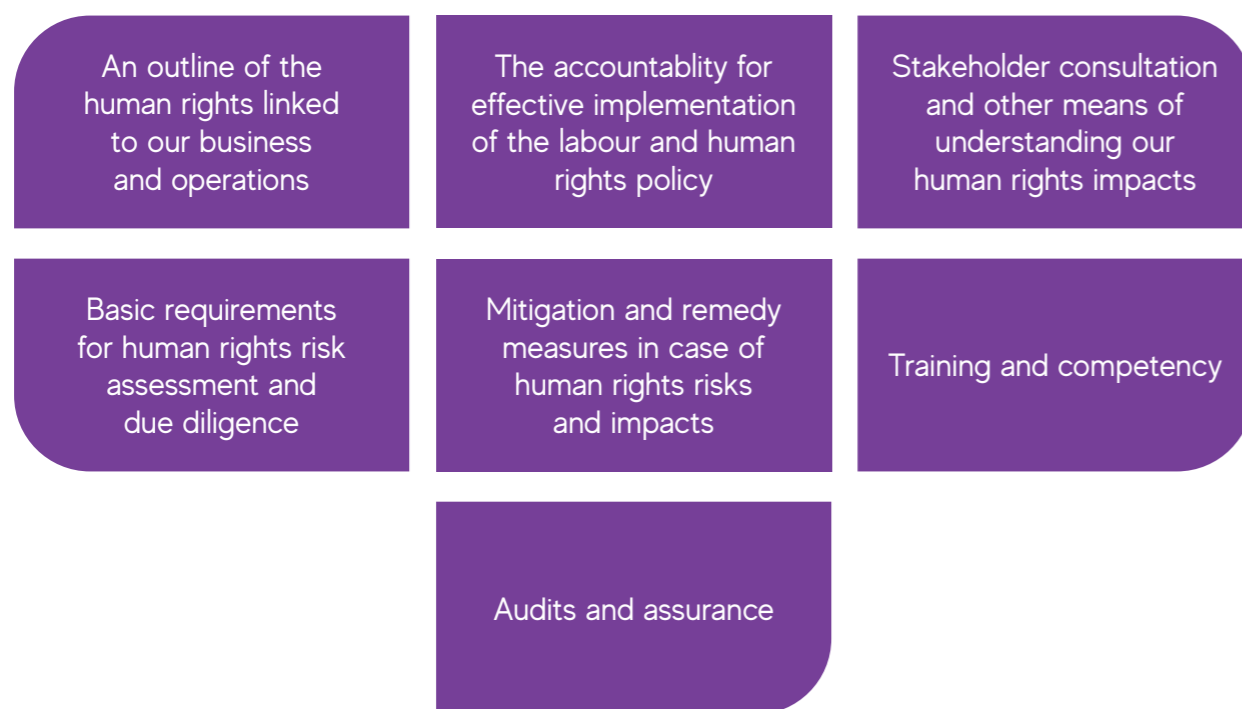 An outline of the
human rights linked
to our business
and operations
The accountablity for
effective implementation
of the labour and human
rights policy
Stakeholder consultation
and other means of
understanding our
human rights impacts
Basic requirements
for human rights risk
assessment and
due diligence
Mitigation and remedy
measures in case of
human rights risks
and impacts
Training and competency
Audits and assurance